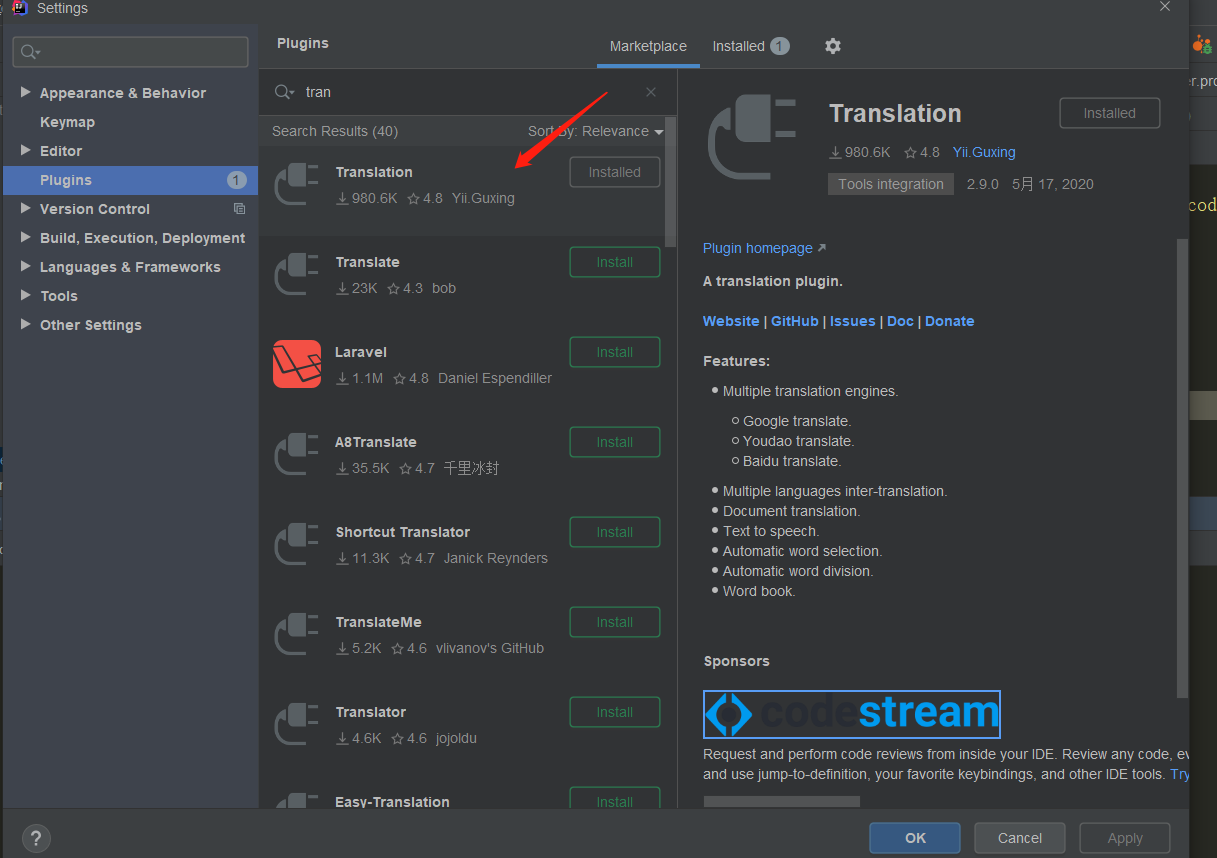 Settings
Plugins
Marketplace
Installed 1
Appearance & Behavior
Keymap
Editor
Plugins 1
Version Control
Build, Execution, Deployment
Languages & Frameworks
Tools
Other Settings
tran
Search Results (40)
Sort By: Relevance
Translation
Installed
980.6K 4.8 Yii.Guxing
Translate
Install
23K 4.3 bob
Laravel
Install
1.1M 4.8 Daniel Espendiller
A8Translate
Install
35.5K 4.7 千里冰封
Shortcut Translator
Install
11.3K 4.7 Janick Reynders
TranslateMe
Install
5.2K 4.6 vlivanov's GitHub
Translator
Install
4.6K 4.6 jojoldu
Easy-Translation
Install
Translation
Installed
980.6K 4.8 Yii.Guxing
Tools integration 2.9.0 5月 17, 2020
Plugin homepage
A translation plugin.
Website | GitHub | Issues | Doc | Donate
Features:
Multiple translation engines.
Google translate.
Youdao translate.
Baidu translate.
Multiple languages inter-translation.
Document translation.
Text to speech.
Automatic word selection.
Automatic word division.
Word book.
Sponsors
codestream
Request and perform code reviews from inside your IDE. Review any code, ev
and use jump-to-definition, your favorite keybindings, and other IDE tools. Try
?
OK
Cancel
Apply
er.pro
cod